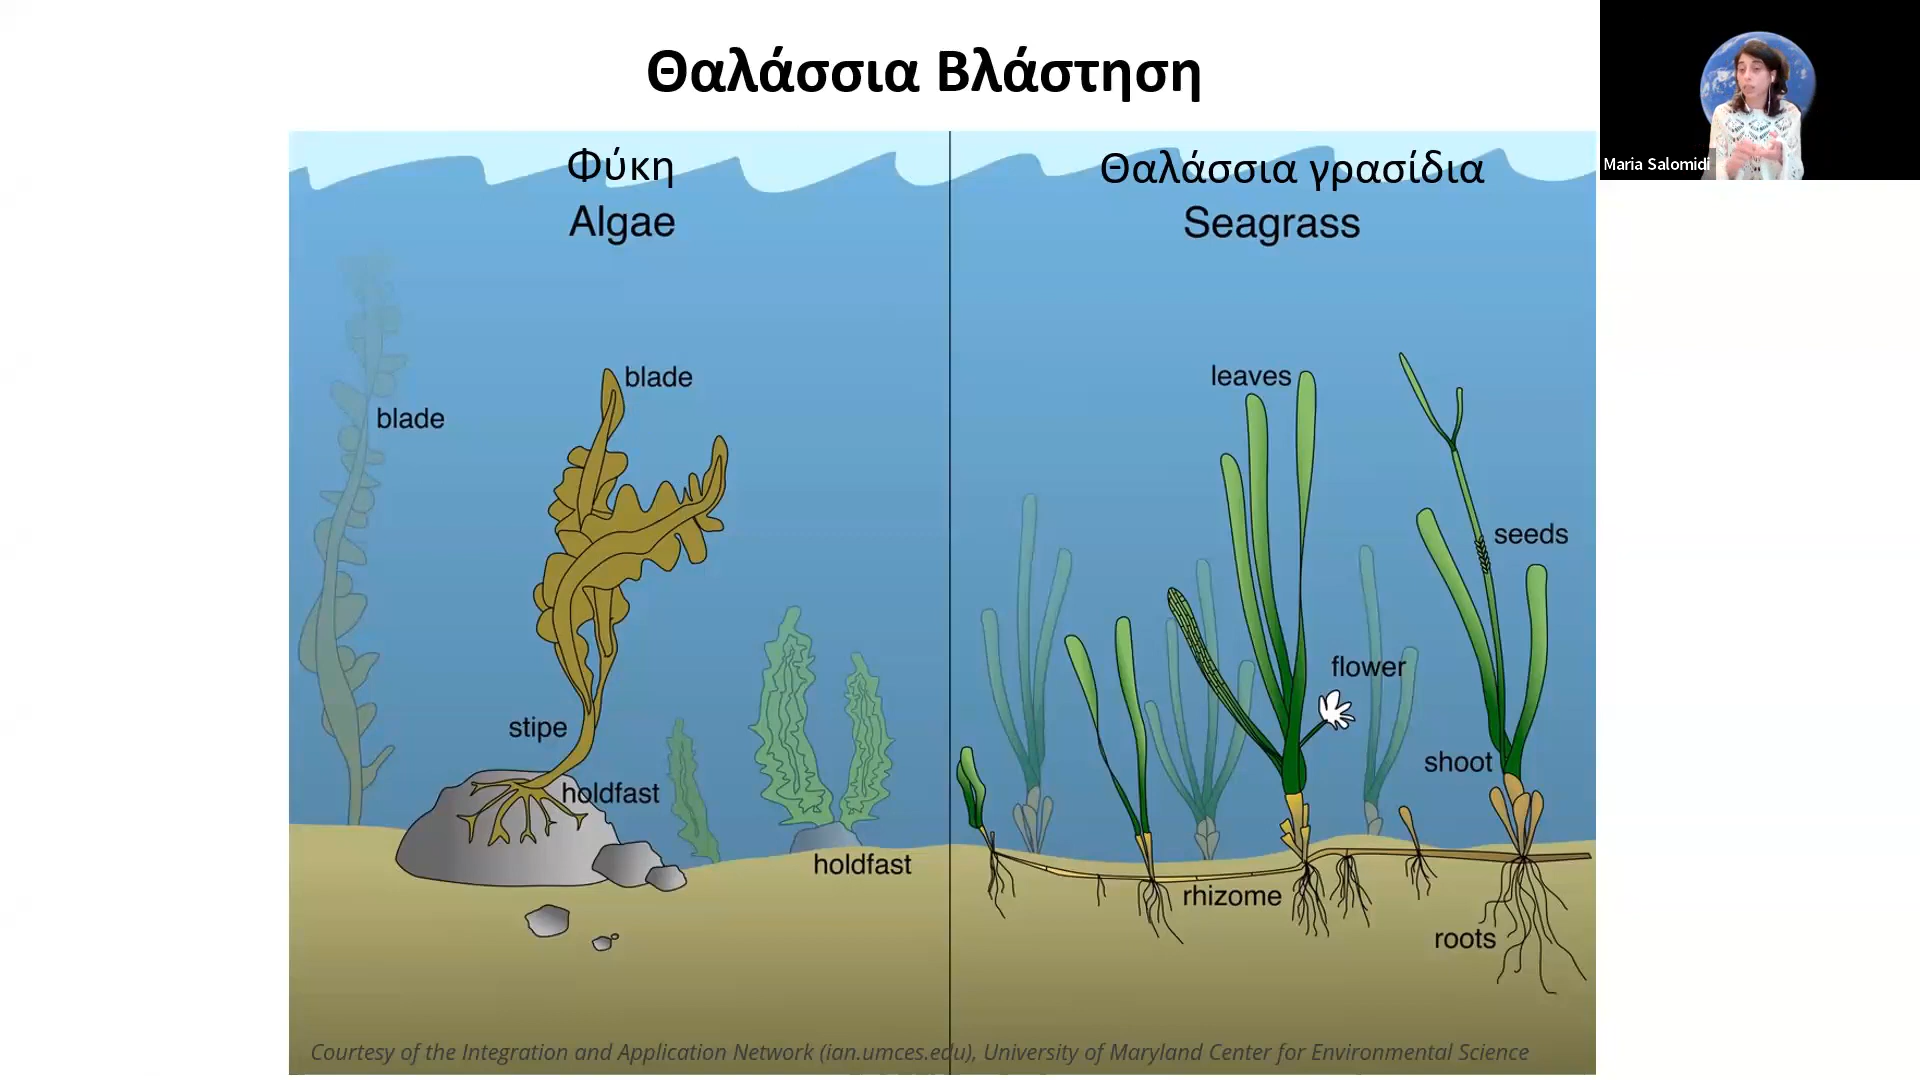 Θαλάσσια Βλάστηση
Maria Salomidi
Φύκη
Algae
blade
blade
stipe
holdfast
holdfast
Θαλάσσια γρασίδια
Seagrass
leaves
seeds
flower
shoot
rhizome
roots
Courtesy of the Integration and Application Network (ian.umces.edu), University of Maryland Center for Environmental Science